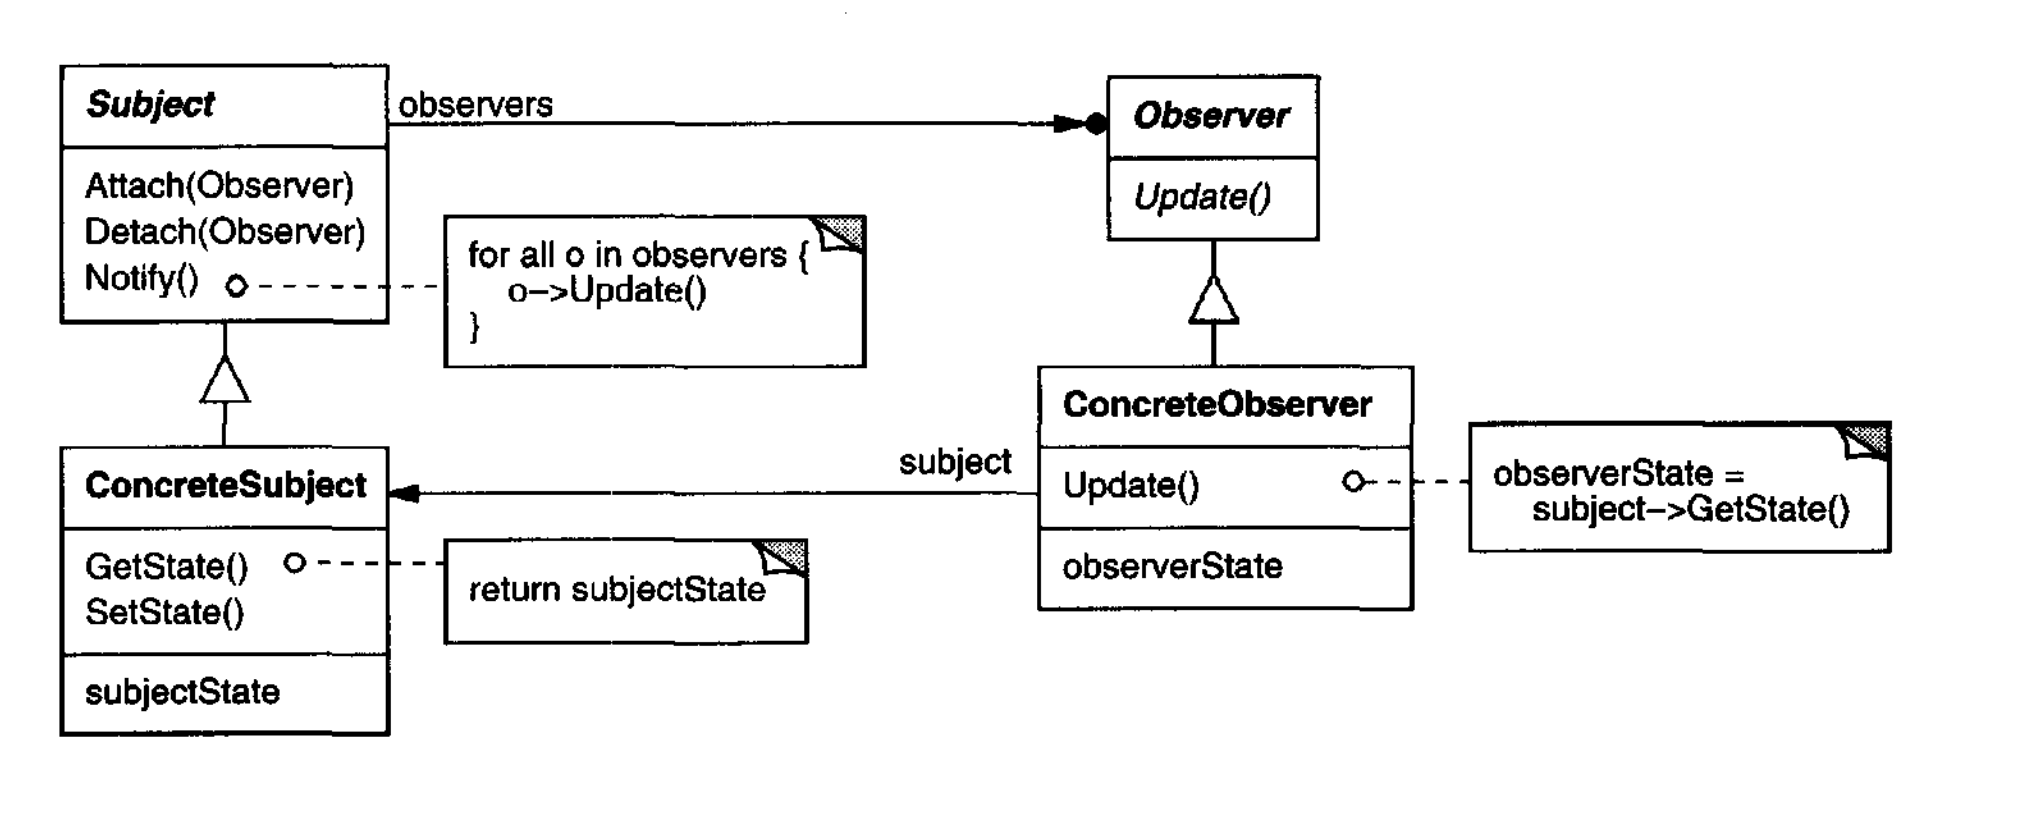 Subject
Attach(Observer)
Detach(Observer)
Notify()
observers
for all o in observers {
o–>Update()
}
Observer
Update()
ConcreteSubject
GetState()
SetState()
subjectState
return subjectState
subject
ConcreteObserver
Update()
observerState
observerState =
subject–>GetState()